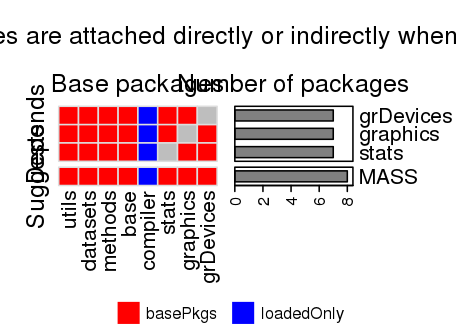 es are attached directly or indirectly when
Base packages
Number of packages
Depends
Suggests
grDevices
graphics
stats
MASS
utils
datasets
methods
base
compiler
stats
graphics
grDevices
0
2
4
6
8
basePkgs
loadedOnly